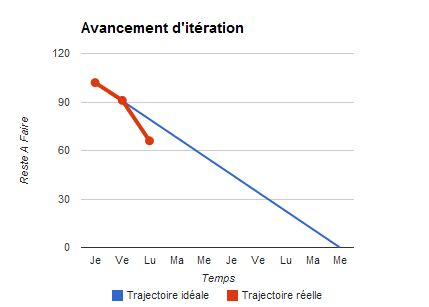 Avancement d'itération
120
90
60
30
0
Reste A Faire
Je Ve Lu Ma Me Je Ve Lu Ma Me
Temps
Trajectoire idéale Trajectoire réelle